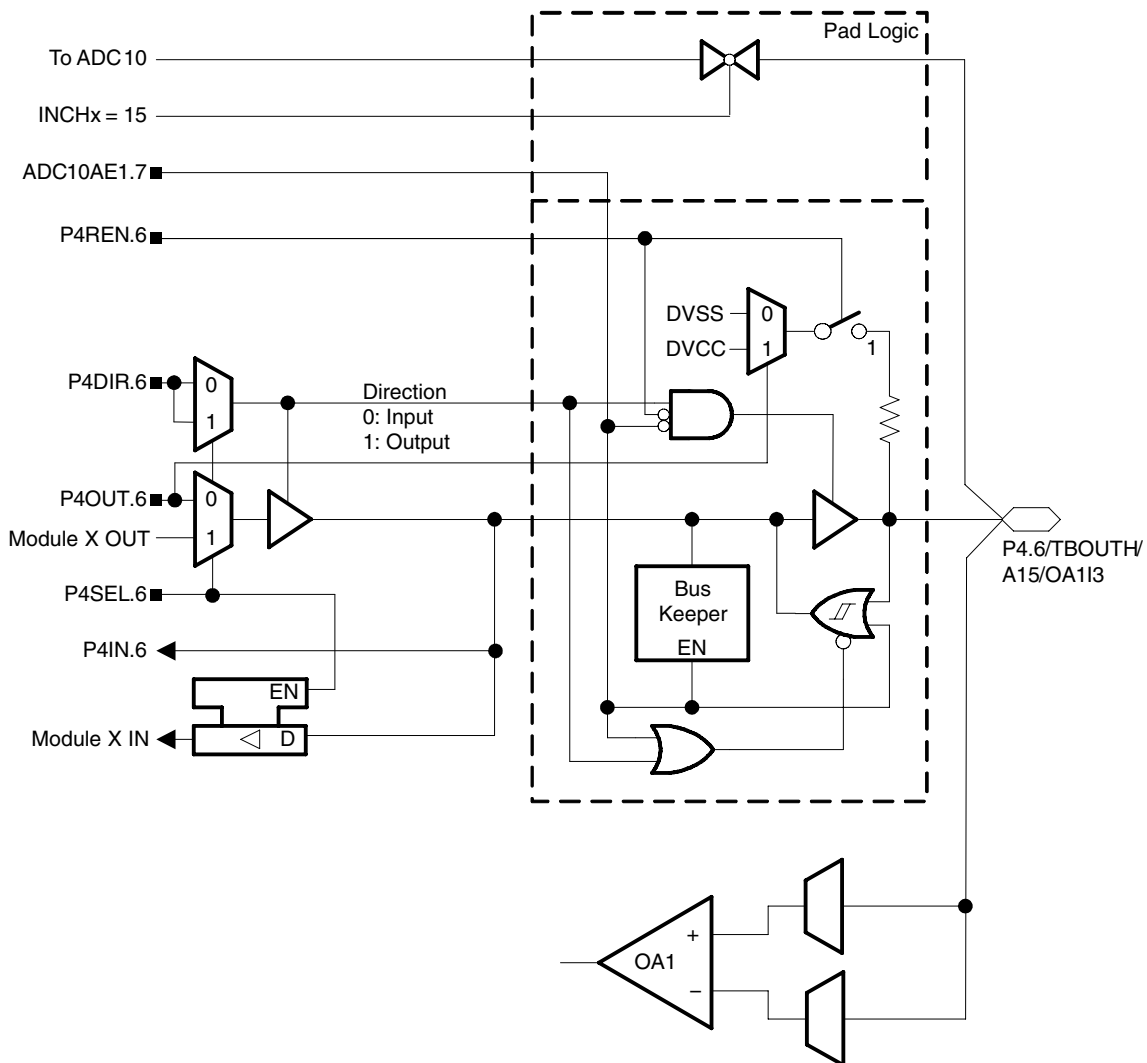 Pad Logic
To ADC10
INCHx = 15
ADC10AE1.7
P4REN.6
DVSS
0
DVCC
1
1
P4DIR.6
0
1
Direction
0: Input
1: Output
P4OUT.6
0
Module X OUT
1
P4.6/TBOUTH/
A15/OA1I3
P4SEL.6
Bus
Keeper
EN
P4IN.6
EN
Module X IN
D
+
OA1
−